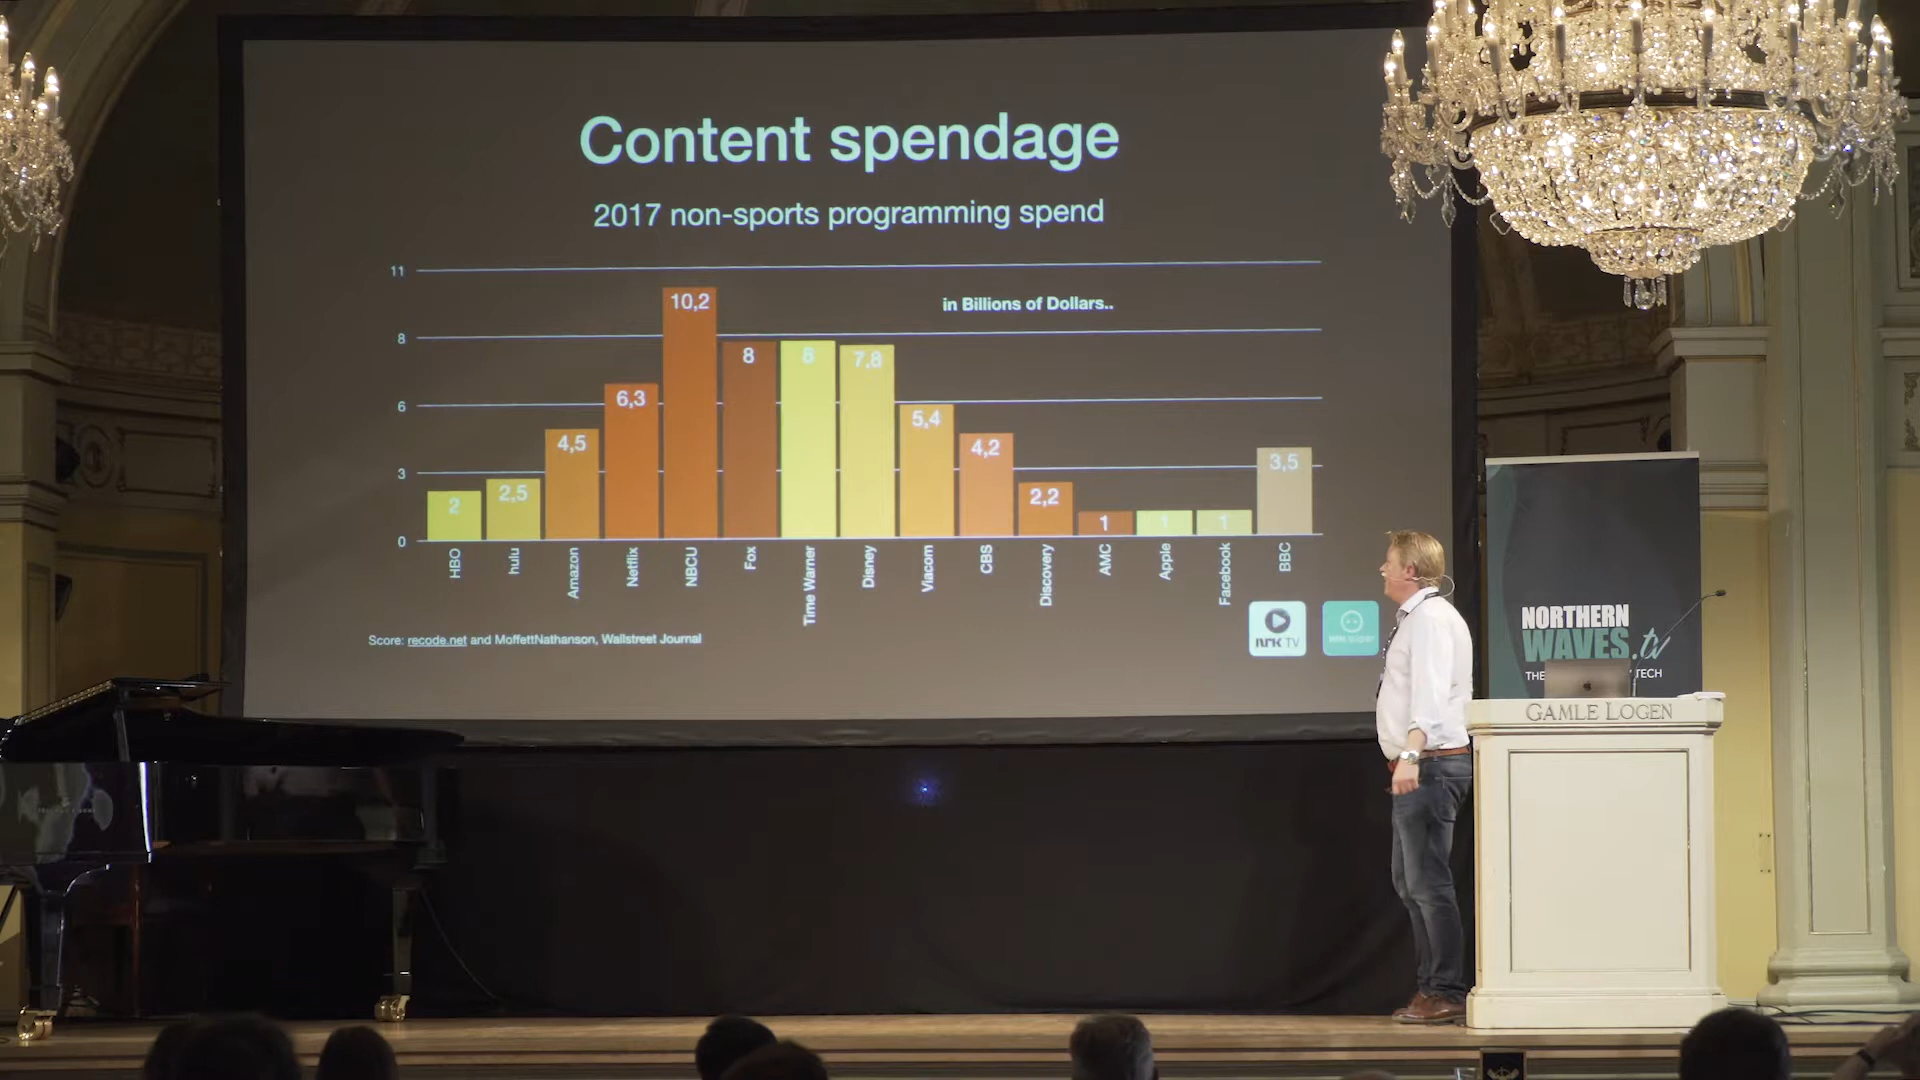 Content spendage
2017 non-sports programming spend
in Billions of Dollars..
11
8
6
3
0
2
2,5
4,5
6,3
10,2
8
8
7,8
5,4
4,2
2,2
1
1
1
3,5
HBO
hulu
Amazon
Netflix
NBCU
Fox
Time Warner
Disney
Viacom
CBS
Discovery
AMC
Apple
Facebook
BBC
Score: recode.net and MoffettNathanson, Wallstreet Journal
nrk TV
NORTHERN
WAVES.tv
THE
TECH
GAMLE LOGEN